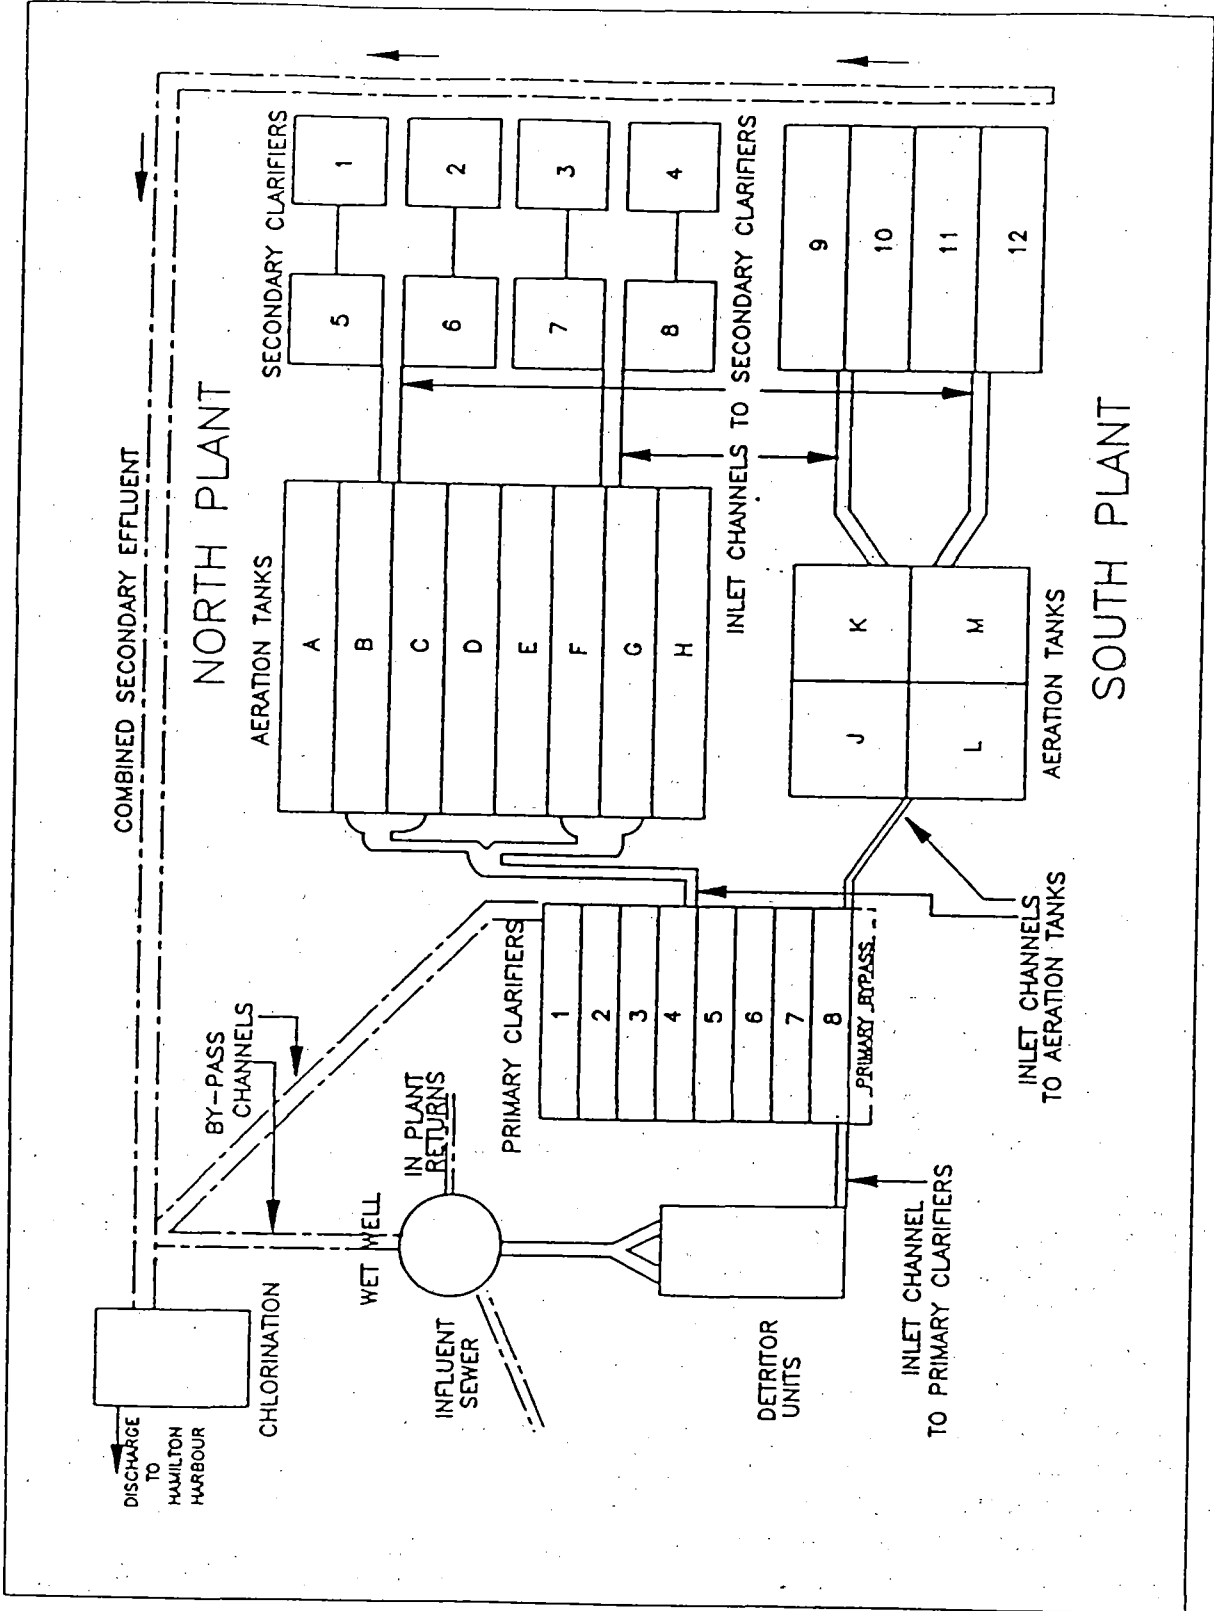 COMBINED SECONDARY EFFLUENT
NORTH PLANT
DISCHARGE
TO
HAMILTON
HARBOUR
CHLORINATION
BY-PASS
CHANNELS
AERATION TANKS
A
B
C
D
E
F
G
H
SECONDARY CLARIFIERS
5
1
6
2
7
3
8
4
WET WELL
IN PLANT
RETURNS
INFLUENT
SEWER
PRIMARY CLARIFIERS
1
2
3
4
5
6
7
8
PRIMARY BYPASS
INLET CHANNELS TO SECONDARY CLARIFIERS
DETRITOR
UNITS
J
K
L
M
AERATION TANKS
9
10
11
12
INLET CHANNEL
TO PRIMARY CLARIFIERS
INLET CHANNELS
TO AERATION TANKS
SOUTH PLANT